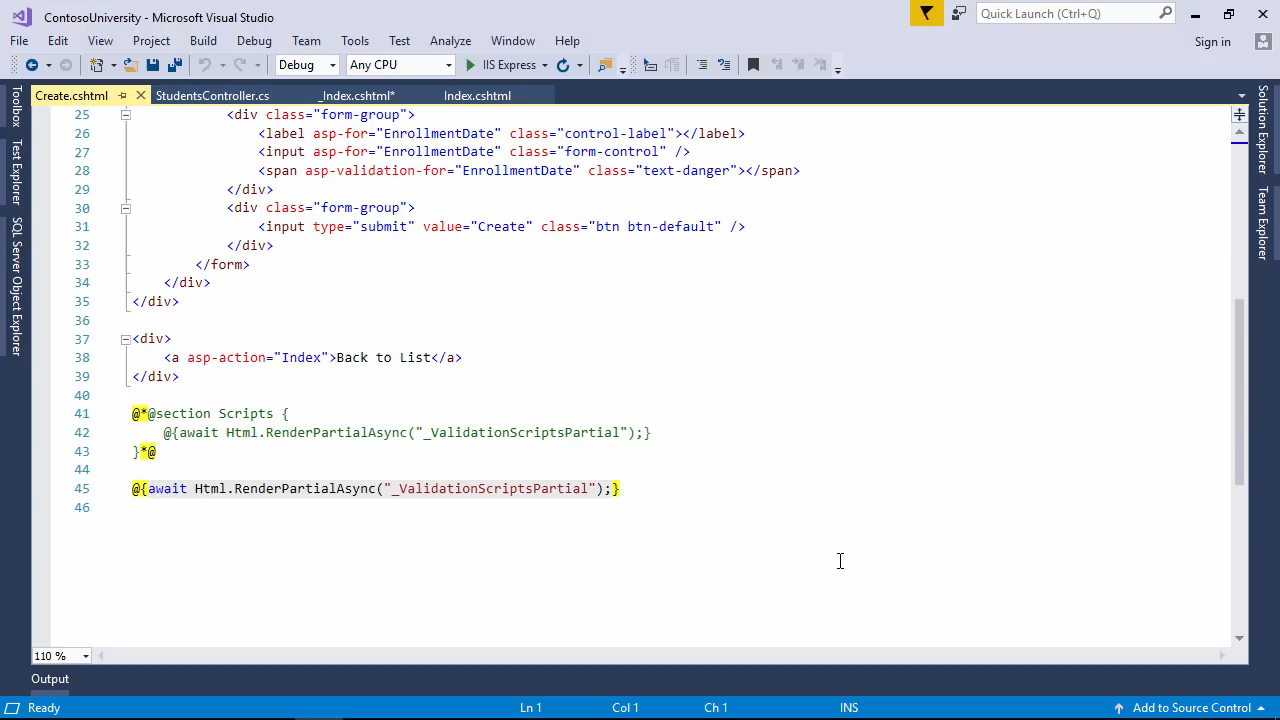 ContosoUniversity - Microsoft Visual Studio
Quick Launch (Ctrl+Q)
File Edit View Project Build Debug Team Tools Test Analyze Window Help
Sign in
Debug Any CPU IIS Express
Create.cshtml StudentsController.cs _Index.cshtml* Index.cshtml
Toolbox
Test Explorer
SQL Server Object Explorer
Solution Explorer
Team Explorer
25 <div class="form-group">
26 <label asp-for="EnrollmentDate" class="control-label"></label>
27 <input asp-for="EnrollmentDate" class="form-control" />
28 <span asp-validation-for="EnrollmentDate" class="text-danger"></span>
29 </div>
30 <div class="form-group">
31 <input type="submit" value="Create" class="btn btn-default" />
32 </div>
33 </form>
34 </div>
35 </div>
36
37 <div>
38 <a asp-action="Index">Back to List</a>
39 </div>
40
41 @*@section Scripts {
42 @{await Html.RenderPartialAsync("_ValidationScriptsPartial");}
43 }*@
44
45 @{await Html.RenderPartialAsync("_ValidationScriptsPartial");}
46
110 %
Output
Ready Ln 1 Col 1 Ch 1 INS Add to Source Control